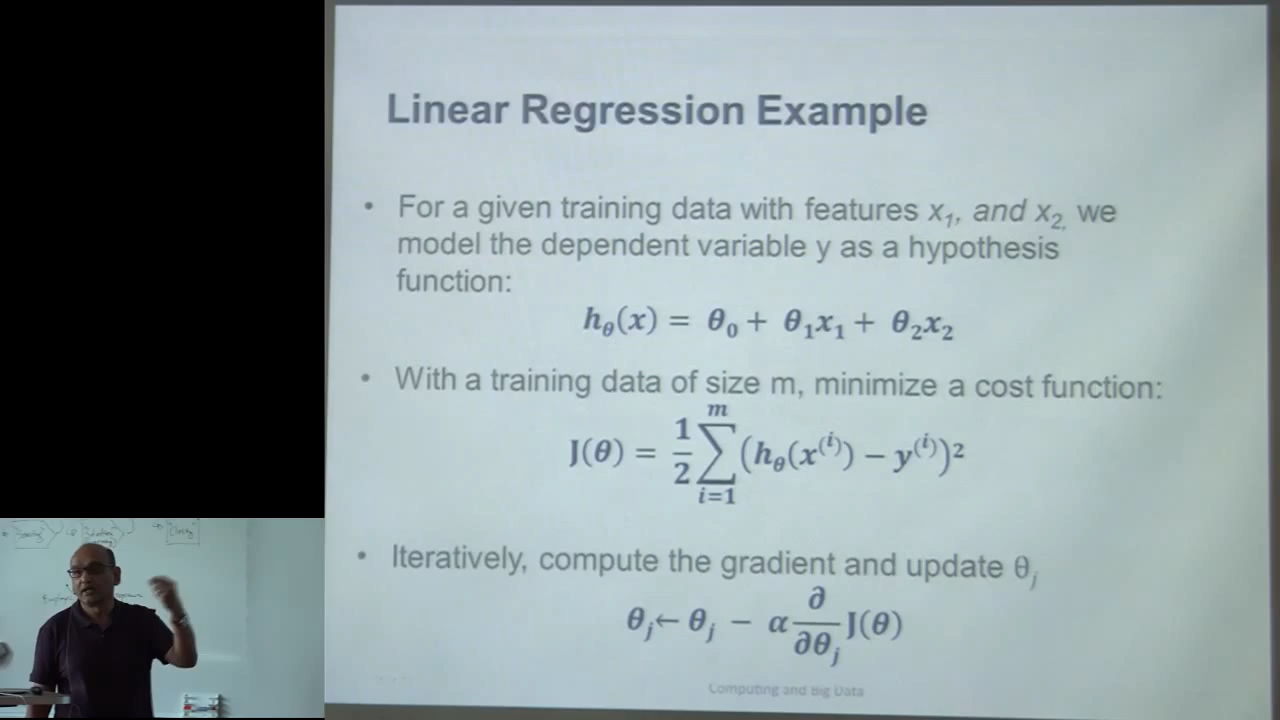 Linear Regression Example
• For a given training data with features x₁, and x₂, we
model the dependent variable y as a hypothesis
function:
h_θ(x) = θ₀ + θ₁x₁ + θ₂x₂
• With a training data of size m, minimize a cost function:
J(θ) = 1/2 ∑_{i=1}^{m} (h_θ(x⁽ⁱ⁾) − y⁽ⁱ⁾)²
• Iteratively, compute the gradient and update θⱼ
θⱼ ← θⱼ − α ∂/∂θⱼ J(θ)
Computing and Big Data